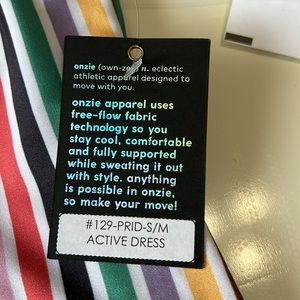 onzie (own-zee) n. eclectic
athletic apparel designed to
move with you.
onzie apparel uses
free-flow fabric
technology so you
stay cool, comfortable
and fully supported
while sweating it out
with style. anything
is possible in onzie,
so make your move!
#129-PRID-S/M
ACTIVE DRESS